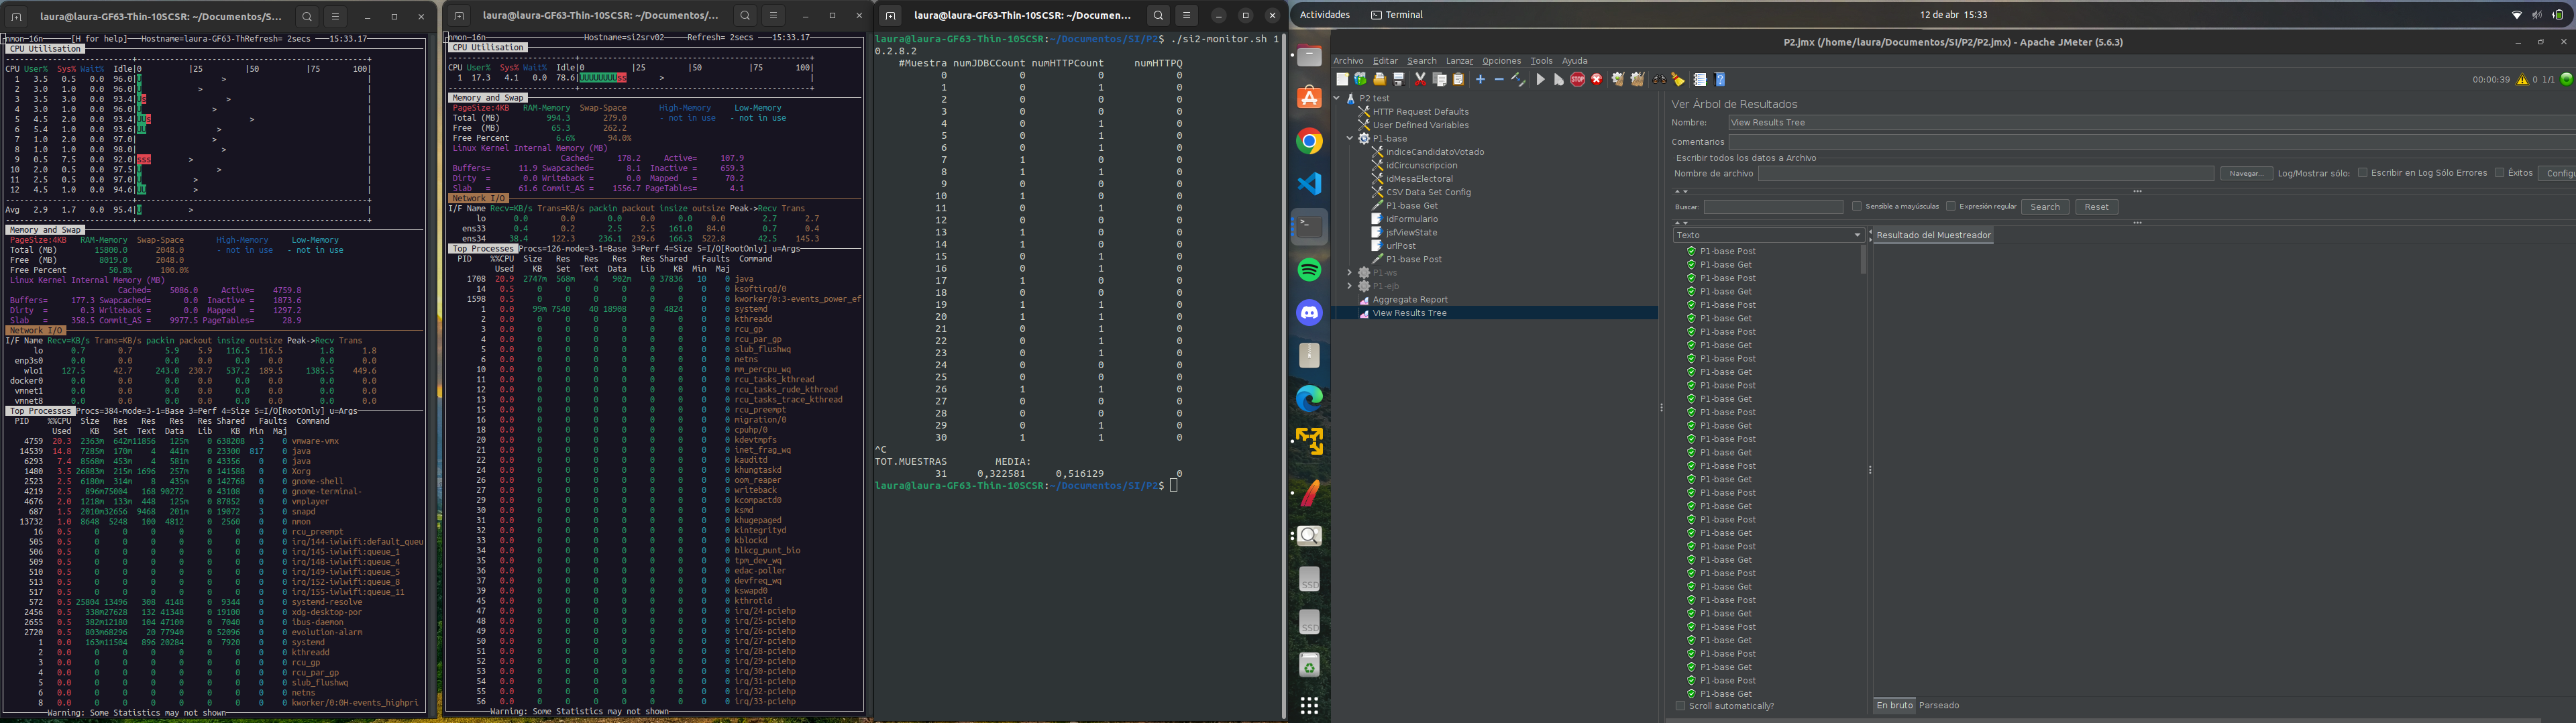 laura@laura-GF63-Thin-10SCSR: ~/Documentos/S...
nmon-16n [H for help] Hostname=laura-GF63-ThRefresh= 2secs 15:33.17
CPU Utilisation
CPU User% Sys% Wait% Idle|0 |25 |50 |75 100|
1 3.5 0.5 0.0 96.0
2 3.0 1.0 0.0 96.0
3 3.5 3.0 0.0 93.4
4 3.0 1.0 0.0 96.0
5 4.5 2.0 0.0 93.4
6 5.4 1.0 0.0 93.6
7 1.0 2.0 0.0 97.0
8 1.0 1.0 0.0 98.0
9 0.5 7.5 0.0 92.0
10 2.0 0.5 0.0 97.5
11 2.5 0.5 0.0 97.0
12 4.5 1.0 0.0 94.6
Avg 2.9 1.7 0.0 95.4
Memory and Swap
PageSize:4KB RAM-Memory Swap-Space High-Memory Low-Memory
Total (MB) 15800.0 2048.0 - not in use - not in use
Free (MB) 8019.0 2048.0
Free Percent 50.8% 100.0%
Linux Kernel Internal Memory (MB)
Cached= 5086.0 Active= 4759.8
Buffers= 177.3 Swapcached= 0.0 Inactive = 1873.6
Dirty = 0.3 Writeback = 0.0 Mapped = 1297.2
Slab = 358.5 Commit_AS = 9977.5 PageTables= 28.9
Network I/O
I/F Name Recv=KB/s Trans=KB/s packin packout insize outsize Peak->Recv Trans
lo 0.7 0.7 5.9 5.9 116.5 116.5 1.8 1.8
enp3s0 0.0 0.0 0.0 0.0 0.0 0.0 0.0 0.0
wlo1 127.5 42.7 243.0 230.7 537.2 189.5 1385.5 449.6
docker0 0.0 0.0 0.0 0.0 0.0 0.0 0.0 0.0
vmnet1 0.0 0.0 0.0 0.0 0.0 0.0 0.0 0.0
vmnet8 0.0 0.0 0.0 0.0 0.0 0.0 0.0 0.0
Top Processes Procs=384-mode=3-1=Base 3=Perf 4=Size 5=I/O[RootOnly] u=Args
PID %CPU Size Res Res Res Res Shared Faults Command
Used KB Set Text Data Lib KB Min Maj
4759 20.3 2363m 642m11856 125m 0 638208 3 0 vmware-vmx
14539 14.8 7285m 170m 4 441m 0 23300 817 0 java
6293 7.4 8568m 453m 4 581m 0 43356 0 0 java
1480 3.5 26883m 215m 1696 257m 0 141588 0 0 Xorg
2523 2.5 6180m 314m 8 435m 0 142768 0 0 gnome-shell
4219 2.5 896m75004 168 90272 0 43108 0 0 gnome-terminal-
4676 2.0 1218m 133m 448 125m 0 87852 0 0 vmplayer
687 1.5 2010m32656 9468 201m 0 19072 3 0 snapd
13732 1.0 8648 5248 100 4812 0 2560 0 0 nmon
16 0.5 0 0 0 0 0 0 0 0 rcu_preempt
505 0.5 0 0 0 0 0 0 0 0 irq/144-iwlwifi:default_queu
506 0.5 0 0 0 0 0 0 0 0 irq/145-iwlwifi:queue_1
509 0.5 0 0 0 0 0 0 0 0 irq/148-iwlwifi:queue_4
510 0.5 0 0 0 0 0 0 0 0 irq/149-iwlwifi:queue_5
513 0.5 0 0 0 0 0 0 0 0 irq/152-iwlwifi:queue_8
517 0.5 0 0 0 0 0 0 0 0 irq/155-iwlwifi:queue_11
572 0.5 25804 13496 308 4148 0 9344 0 0 systemd-resolve
2456 0.5 338m27628 132 41348 0 19100 0 0 xdg-desktop-por
2655 0.5 382m12180 104 47100 0 7040 0 0 ibus-daemon
2720 0.5 803m68296 20 77940 0 52096 0 0 evolution-alarm
1 0.0 163m11504 896 20284 0 7920 0 0 systemd
2 0.0 0 0 0 0 0 0 0 0 kthreadd
3 0.0 0 0 0 0 0 0 0 0 rcu_gp
4 0.0 0 0 0 0 0 0 0 0 rcu_par_gp
5 0.0 0 0 0 0 0 0 0 0 slub_flushwq
6 0.0 0 0 0 0 0 0 0 0 netns
8 0.0 0 0 0 0 0 0 0 0 kworker/0:0H-events_highpri
Warning: Some Statistics may not shown
laura@laura-GF63-Thin-10SCSR: ~/Documentos/...
nmon-16n Hostname=si2srv02 Refresh= 2secs 15:33.17
CPU Utilisation
CPU User% Sys% Wait% Idle|0 |25 |50 |75 100|
1 17.3 4.1 0.0 78.6|UUUUUUUUss >
Memory and Swap
PageSize:4KB RAM-Memory Swap-Space High-Memory Low-Memory
Total (MB) 994.3 279.0 - not in use - not in use
Free (MB) 65.3 262.2
Free Percent 6.6% 94.0%
Linux Kernel Internal Memory (MB)
Cached= 178.2 Active= 107.9
Buffers= 11.9 Swapcached= 8.1 Inactive = 659.3
Dirty = 0.0 Writeback = 0.0 Mapped = 70.2
Slab = 61.6 Commit_AS = 1556.7 PageTables= 4.1
Network I/O
I/F Name Recv=KB/s Trans=KB/s packin packout insize outsize Peak->Recv Trans
lo 0.0 0.0 0.0 0.0 0.0 0.0 2.7 2.7
ens33 0.4 0.2 2.5 2.5 161.0 84.0 0.7 0.4
ens34 38.4 122.3 236.1 239.6 166.3 522.8 42.5 145.3
Top Processes Procs=126-mode=3-1=Base 3=Perf 4=Size 5=I/O[RootOnly] u=Args
PID %CPU Size Res Res Res Res Shared Faults Command
Used KB Set Text Data Lib KB Min Maj
1708 20.9 2747m 560m 4 902m 0 37836 10 0 java
14 0.5 0 0 0 0 0 0 0 0 ksoftirqd/0
1598 0.5 0 0 0 0 0 0 0 0 kworker/0:3-events_power_ef
1 0.0 99m 7540 40 18908 0 4824 0 0 systemd
2 0.0 0 0 0 0 0 0 0 0 kthreadd
3 0.0 0 0 0 0 0 0 0 0 rcu_gp
4 0.0 0 0 0 0 0 0 0 0 rcu_par_gp
5 0.0 0 0 0 0 0 0 0 0 slub_flushwq
6 0.0 0 0 0 0 0 0 0 0 netns
10 0.0 0 0 0 0 0 0 0 0 mm_percpu_wq
11 0.0 0 0 0 0 0 0 0 0 rcu_tasks_kthread
12 0.0 0 0 0 0 0 0 0 0 rcu_tasks_rude_kthread
13 0.0 0 0 0 0 0 0 0 0 rcu_tasks_trace_kthread
15 0.0 0 0 0 0 0 0 0 0 rcu_preempt
16 0.0 0 0 0 0 0 0 0 0 migration/0
18 0.0 0 0 0 0 0 0 0 0 cpuhp/0
20 0.0 0 0 0 0 0 0 0 0 kdevtmpfs
21 0.0 0 0 0 0 0 0 0 0 inet_frag_wq
22 0.0 0 0 0 0 0 0 0 0 kauditd
24 0.0 0 0 0 0 0 0 0 0 khungtaskd
26 0.0 0 0 0 0 0 0 0 0 oom_reaper
27 0.0 0 0 0 0 0 0 0 0 writeback
29 0.0 0 0 0 0 0 0 0 0 kcompactd0
30 0.0 0 0 0 0 0 0 0 0 ksmd
31 0.0 0 0 0 0 0 0 0 0 khugepaged
32 0.0 0 0 0 0 0 0 0 0 kintegrityd
33 0.0 0 0 0 0 0 0 0 0 kblockd
34 0.0 0 0 0 0 0 0 0 0 blkcg_punt_bio
35 0.0 0 0 0 0 0 0 0 0 tpm_dev_wq
36 0.0 0 0 0 0 0 0 0 0 edac-poller
37 0.0 0 0 0 0 0 0 0 0 devfreq_wq
39 0.0 0 0 0 0 0 0 0 0 kswapd0
45 0.0 0 0 0 0 0 0 0 0 kthrotld
47 0.0 0 0 0 0 0 0 0 0 irq/24-pciehp
48 0.0 0 0 0 0 0 0 0 0 irq/25-pciehp
49 0.0 0 0 0 0 0 0 0 0 irq/26-pciehp
50 0.0 0 0 0 0 0 0 0 0 irq/27-pciehp
51 0.0 0 0 0 0 0 0 0 0 irq/28-pciehp
52 0.0 0 0 0 0 0 0 0 0 irq/29-pciehp
53 0.0 0 0 0 0 0 0 0 0 irq/30-pciehp
54 0.0 0 0 0 0 0 0 0 0 irq/31-pciehp
55 0.0 0 0 0 0 0 0 0 0 irq/32-pciehp
56 0.0 0 0 0 0 0 0 0 0 irq/33-pciehp
Warning: Some Statistics may not shown
laura@laura-GF63-Thin-10SCSR: ~/Documen...
laura@laura-GF63-Thin-10SCSR:~/Documentos/SI/P2$ ./si2-monitor.sh 1
0.2.8.2
#Muestra numJDBCCount numHTTPCount numHTTPQ
0 0 0 0
1 0 1 0
2 0 0 0
3 0 0 0
4 0 1 0
5 0 1 0
6 0 1 0
7 1 0 0
8 1 1 0
9 0 0 0
10 1 0 0
11 0 1 0
12 0 0 0
13 1 0 0
14 1 0 0
15 0 0 0
16 0 1 0
17 1 0 0
18 0 0 0
19 1 1 0
20 1 1 0
21 0 1 0
22 0 1 0
23 0 1 0
24 0 0 0
25 0 0 0
26 1 1 0
27 0 0 0
28 0 0 0
29 0 1 0
30 1 1 0
^C
TOT.MUESTRAS MEDIA:
31 0,322581 0,516129 0
laura@laura-GF63-Thin-10SCSR:~/Documentos/SI/P2$
Actividades Terminal 12 de abr 15:33
P2.jmx (/home/laura/Documentos/SI/P2/P2.jmx) - Apache JMeter (5.6.3)
Archivo Editar Search Lanzar Opciones Tools Ayuda
00:00:39 0 1/1
P2 test
HTTP Request Defaults
User Defined Variables
P1-base
indiceCandidatoVotado
idCircunscripcion
idMesaElectoral
CSV Data Set Config
P1-base Get
idFormulario
jsfViewState
urlPost
P1-base Post
P1-ws
P1-ejb
Aggregate Report
View Results Tree
Ver Árbol de Resultados
Nombre: View Results Tree
Comentarios
Escribir todos los datos a Archivo
Nombre de archivo Navegar... Log/Mostrar sólo: Escribir en Log Sólo Errores Éxitos Configu
Buscar: Sensible a mayúsculas Expresión regular Search Reset
Texto
Resultado del Muestreador
P1-base Post
P1-base Get
P1-base Post
P1-base Get
P1-base Post
P1-base Get
P1-base Post
P1-base Get
P1-base Post
P1-base Get
P1-base Post
P1-base Get
P1-base Post
P1-base Get
P1-base Post
P1-base Get
P1-base Post
P1-base Get
P1-base Post
P1-base Get
P1-base Post
P1-base Get
P1-base Post
P1-base Get
P1-base Post
P1-base Get
P1-base Post
P1-base Get
P1-base Post
P1-base Get
P1-base Post
P1-base Get
P1-base Post
P1-base Get
Scroll automatically?
En bruto Parseado